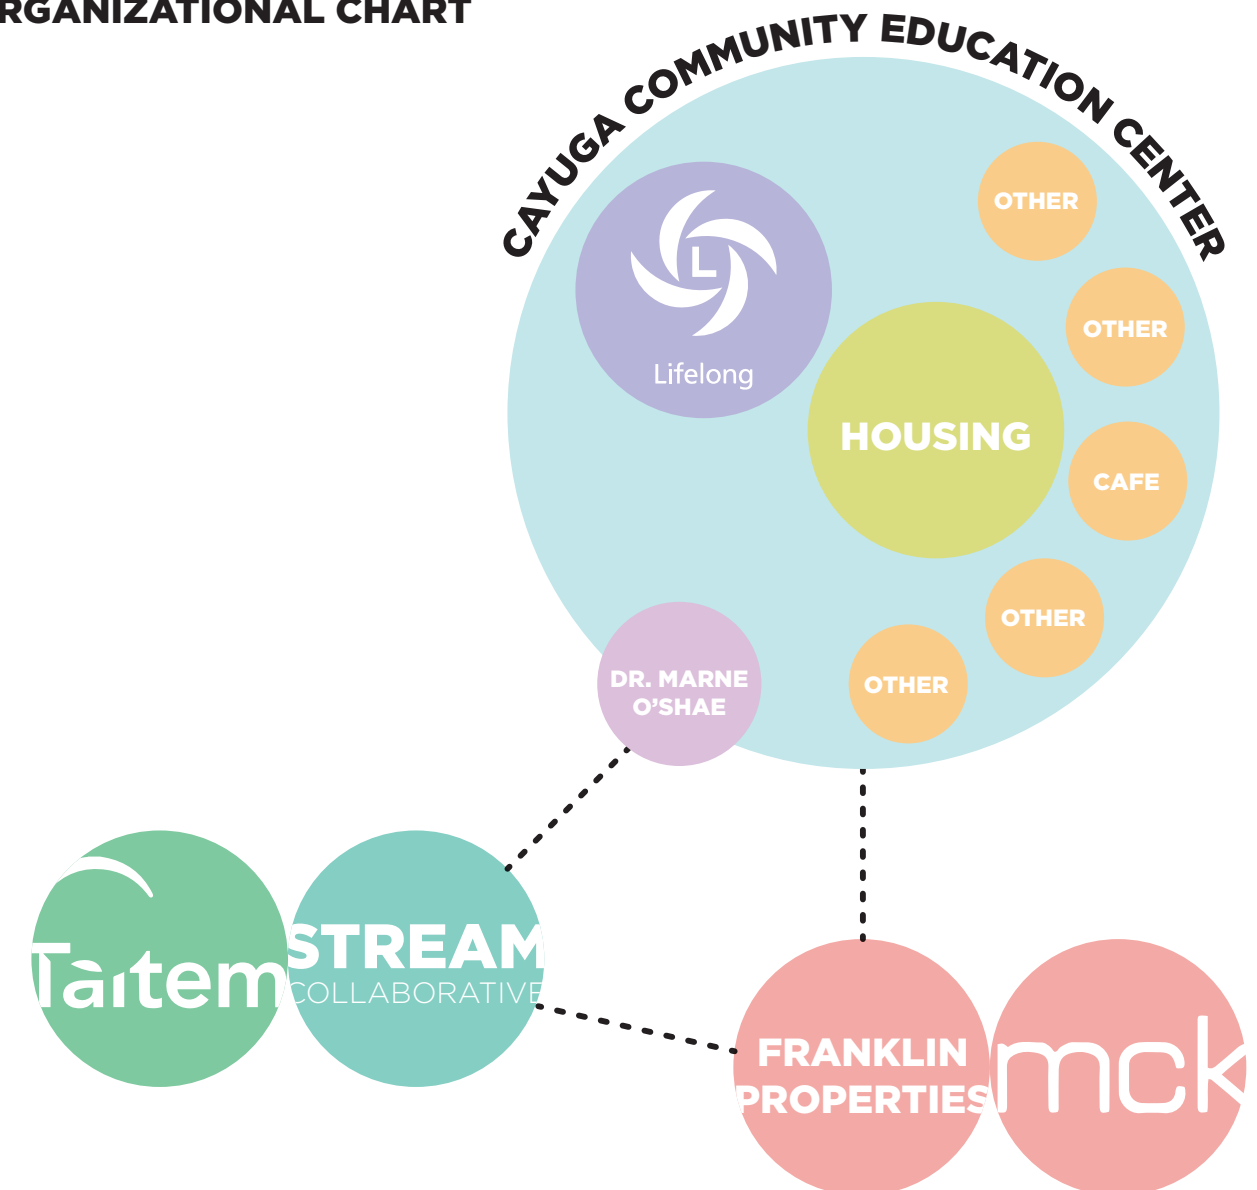 RGANIZATIONAL CHART
CAYUGA COMMUNITY EDUCATION CENTER
OTHER
L
OTHER
Lifelong
HOUSING
CAFE
OTHER
DR. MARNE
O’SHAE
OTHER
Taitem
STREAM
COLLABORATIVE
FRANKLIN
PROPERTIES
mck